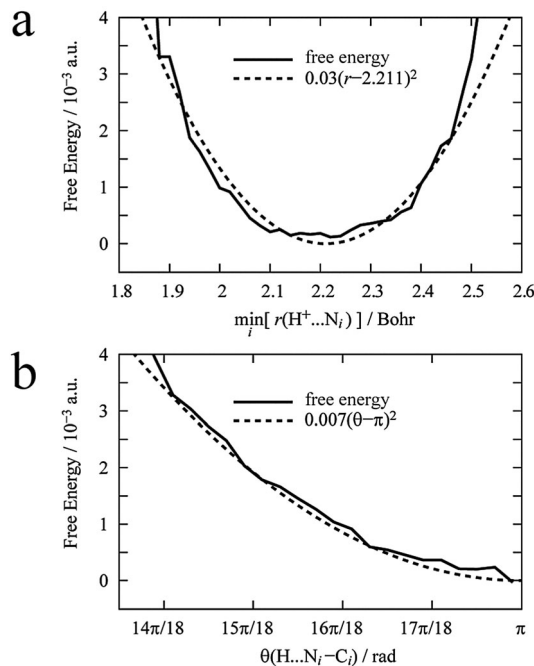 a
Free Energy / 10⁻³ a.u.
4
3
2
1
0
free energy
0.03(r−2.211)²
1.8 1.9 2 2.1 2.2 2.3 2.4 2.5 2.6
min[ r(H⁺...Nᵢ) ] / Bohr
i
b
Free Energy / 10⁻³ a.u.
4
3
2
1
0
free energy
0.007(θ−π)²
14π/18 15π/18 16π/18 17π/18 π
θ(H...Nᵢ−Cᵢ) / rad